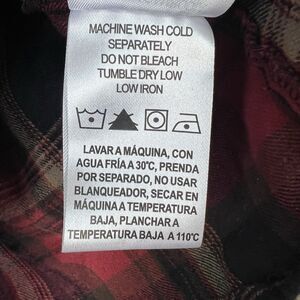 MACHINE WASH COLD
SEPARATELY
DO NOT BLEACH
TUMBLE DRY LOW
LOW IRON
LAVAR A MÁQUINA, CON
AGUA FRÍA A 30°C, PRENDA
POR SEPARADO, NO USAR
BLANQUEADOR, SECAR EN
MÁQUINA A TEMPERATURA
BAJA, PLANCHAR A
TEMPERATURA BAJA A 110°C